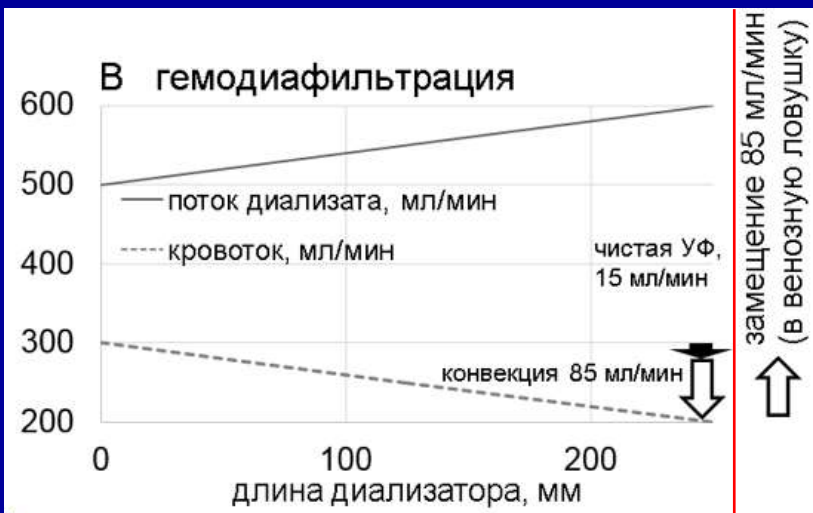 В гемодиафильтрация
600
500
поток диализата, мл/мин
кровоток, мл/мин
400
чистая УФ,
15 мл/мин
300
конвекция 85 мл/мин
200
0
100
200
длина диализатора, мм
замещение 85 мл/мин
(в венозную ловушку)